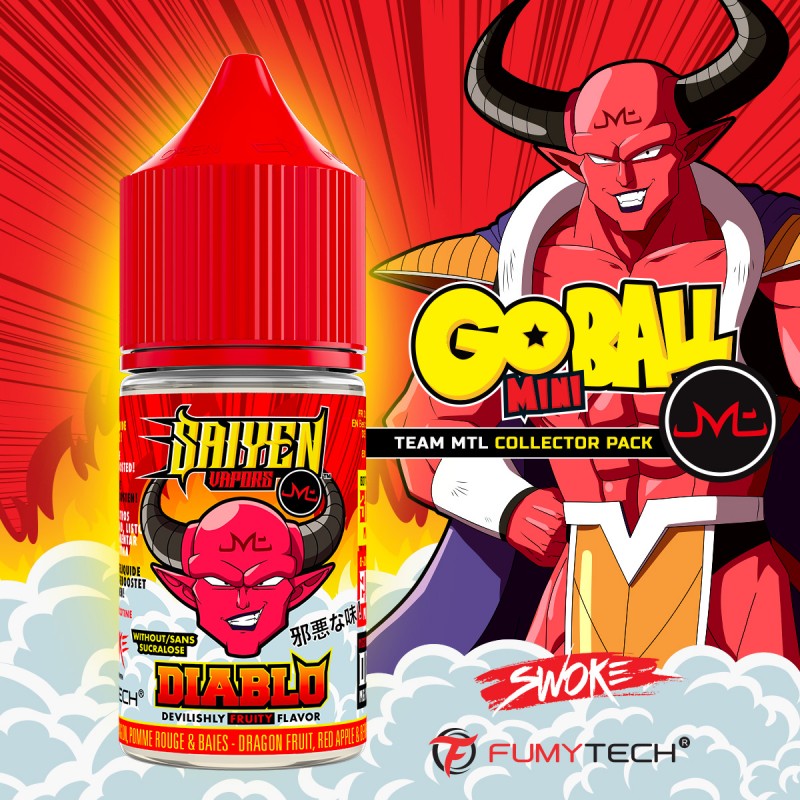 GO BALL
MINI
TEAM MTL COLLECTOR PACK
SAIYEN
VAPORS
WITHOUT/SANS
SUCRALOSE
邪悪な味
DIABLO
DEVILISHLY FRUITY FLAVOR
POMME ROUGE & BAIES - DRAGON FRUIT, RED APPLE &
SWOKE
FUMYTECH®